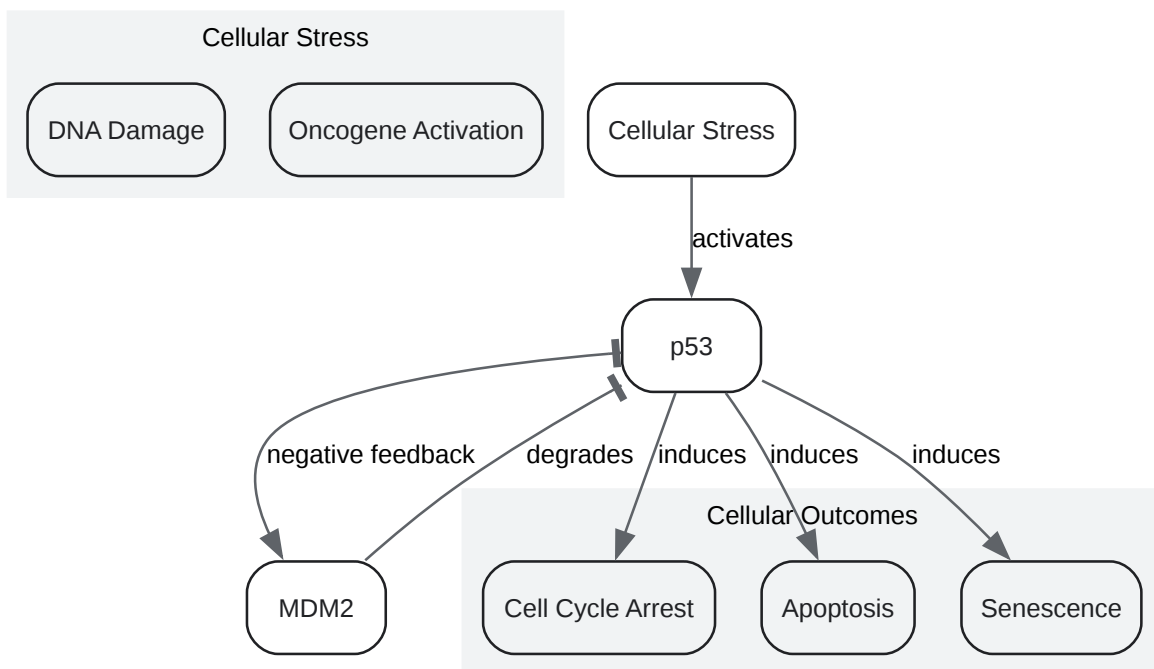 Cellular Stress
DNA Damage
Oncogene Activation
Cellular Stress
activates
p53
negative feedback
degrades
induces
induces
induces
Cellular Outcomes
MDM2
Cell Cycle Arrest
Apoptosis
Senescence